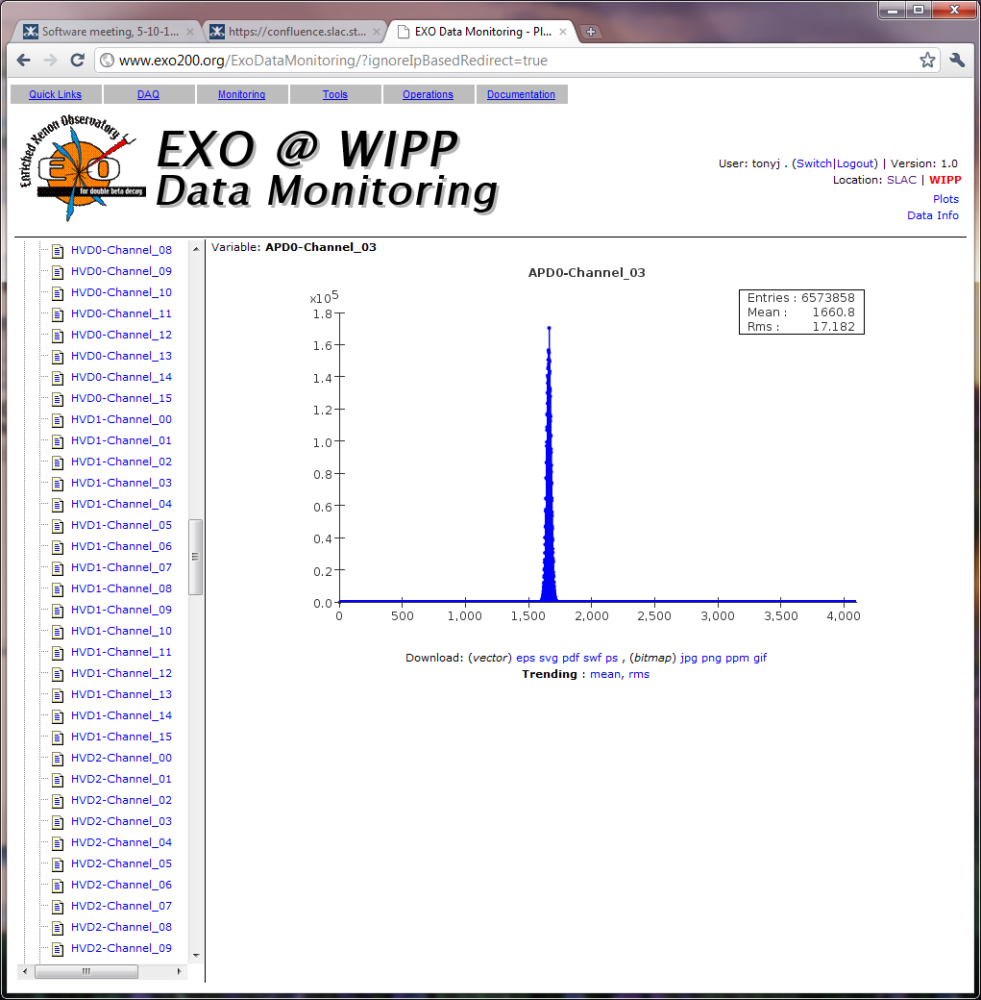 Software meeting, 5-10-1...
https://confluence.slac.st...
EXO Data Monitoring - Pl...
www.exo200.org/ExoDataMonitoring/?ignoreIpBasedRedirect=true
Quick Links DAQ Monitoring Tools Operations Documentation
Enriched Xenon Observatory
EXO
for double beta decay
EXO @ WIPP
Data Monitoring
User: tonyj . (Switch|Logout) | Version: 1.0
Location: SLAC | WIPP
Plots
Data Info
HVD0-Channel_08
HVD0-Channel_09
HVD0-Channel_10
HVD0-Channel_11
HVD0-Channel_12
HVD0-Channel_13
HVD0-Channel_14
HVD0-Channel_15
HVD1-Channel_00
HVD1-Channel_01
HVD1-Channel_02
HVD1-Channel_03
HVD1-Channel_04
HVD1-Channel_05
HVD1-Channel_06
HVD1-Channel_07
HVD1-Channel_08
HVD1-Channel_09
HVD1-Channel_10
HVD1-Channel_11
HVD1-Channel_12
HVD1-Channel_13
HVD1-Channel_14
HVD1-Channel_15
HVD2-Channel_00
HVD2-Channel_01
HVD2-Channel_02
HVD2-Channel_03
HVD2-Channel_04
HVD2-Channel_05
HVD2-Channel_06
HVD2-Channel_07
HVD2-Channel_08
HVD2-Channel_09
Variable: APD0-Channel_03
APD0-Channel_03
Entries : 6573858
Mean : 1660.8
Rms : 17.182
x10⁵
1.8
1.6
1.4
1.2
1.0
0.8
0.6
0.4
0.2
0.0
0 500 1,000 1,500 2,000 2,500 3,000 3,500 4,000
Download: (vector) eps svg pdf swf ps , (bitmap) jpg png ppm gif
Trending : mean, rms